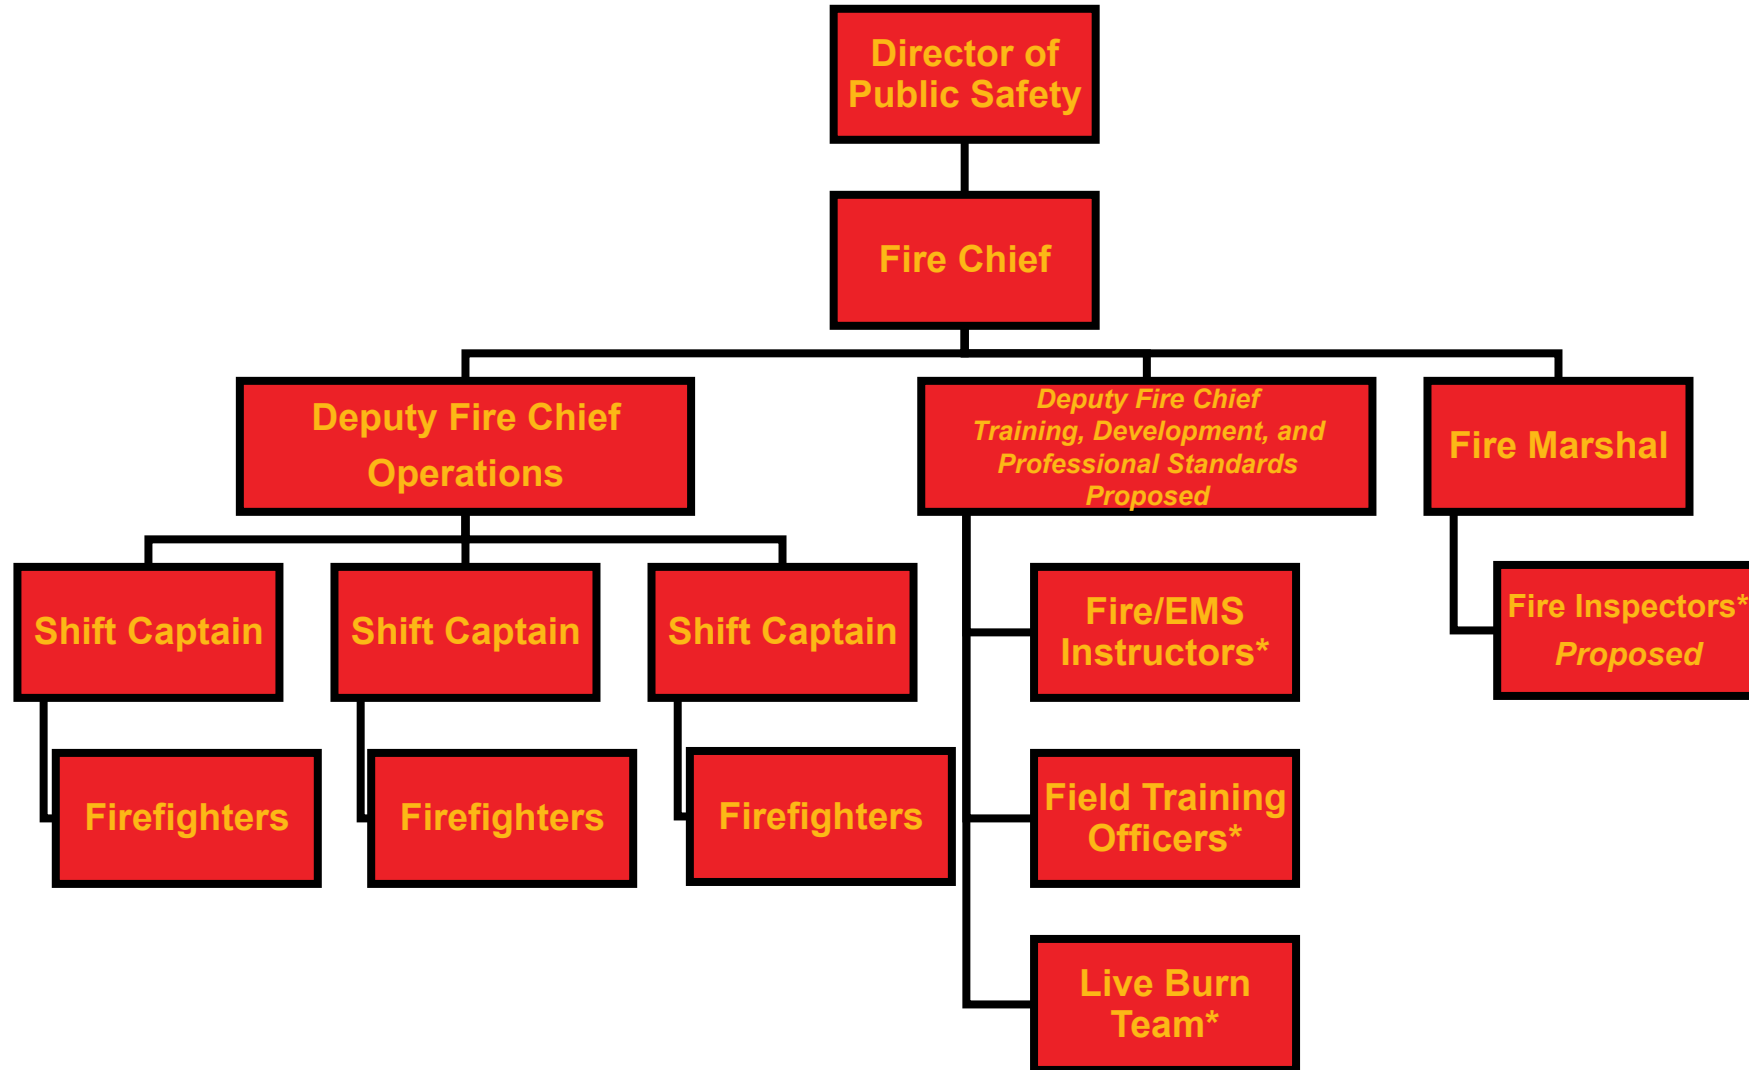 Director of
Public Safety
Fire Chief
Deputy Fire Chief
Operations
Deputy Fire Chief
Training, Development, and
Professional Standards
Proposed
Fire Marshal
Shift Captain
Shift Captain
Shift Captain
Fire/EMS
Instructors*
Fire Inspectors*
Proposed
Firefighters
Firefighters
Firefighters
Field Training
Officers*
Live Burn
Team*